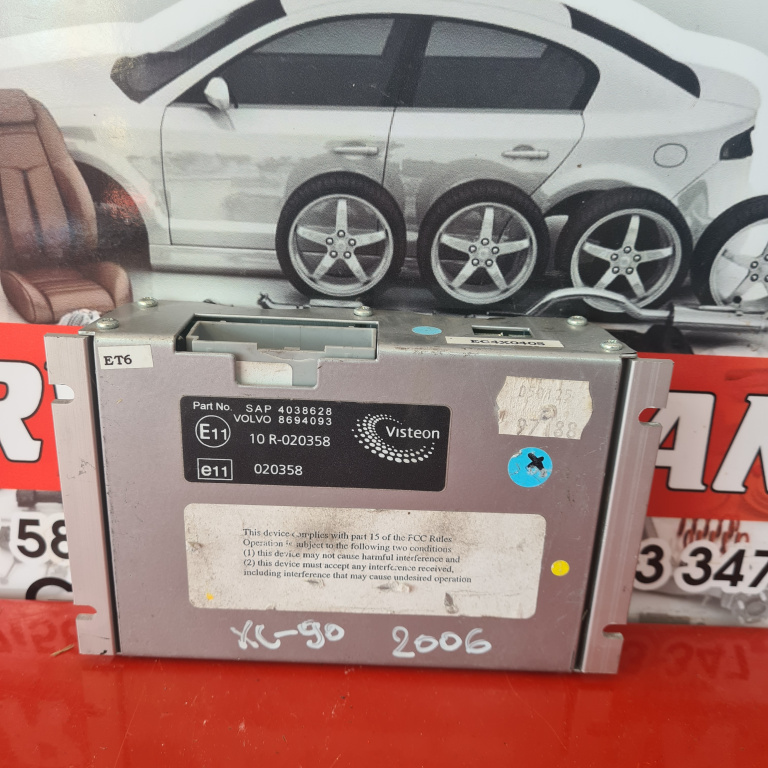 ET6
EC4X0405
Part No. SAP 4038628
VOLVO 8694093
E11 10 R-020358
Visteon
e11 020358
97788
This device complies with part 15 of the FCC Rules
Operation is subject to the following two conditions
(1) this device may not cause harmful interference and
(2) this device must accept any interference received,
including interference that may cause undesired operation
XC-90 2006
R
AN
58
3 347